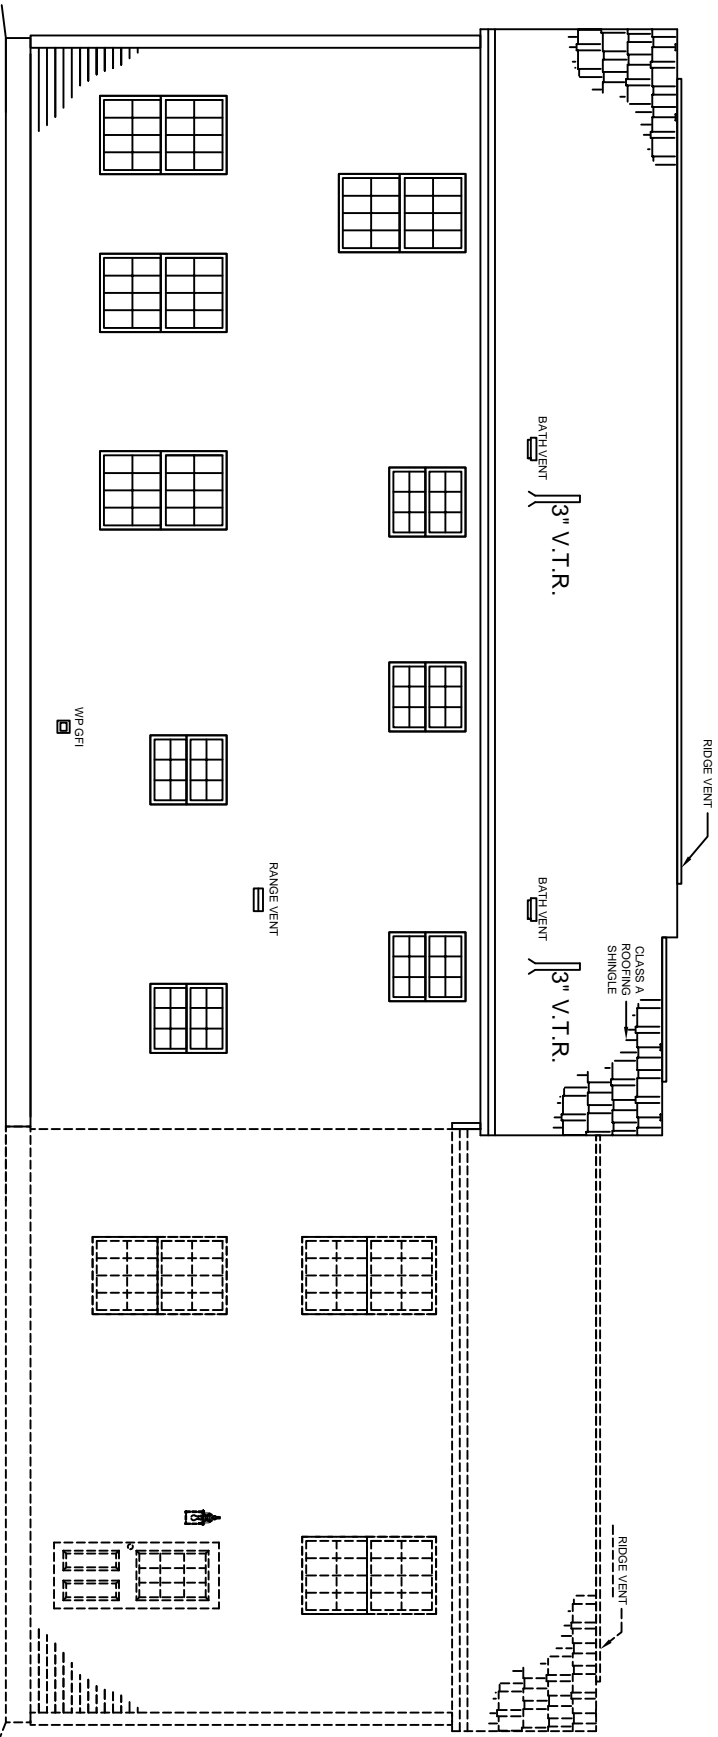 RIDGE VENT
RIDGE VENT
BATH VENT
3" V.T.R.
BATH VENT
3" V.T.R.
CLASS A
ROOFING
SHINGLE
RANGE VENT
WP GFI